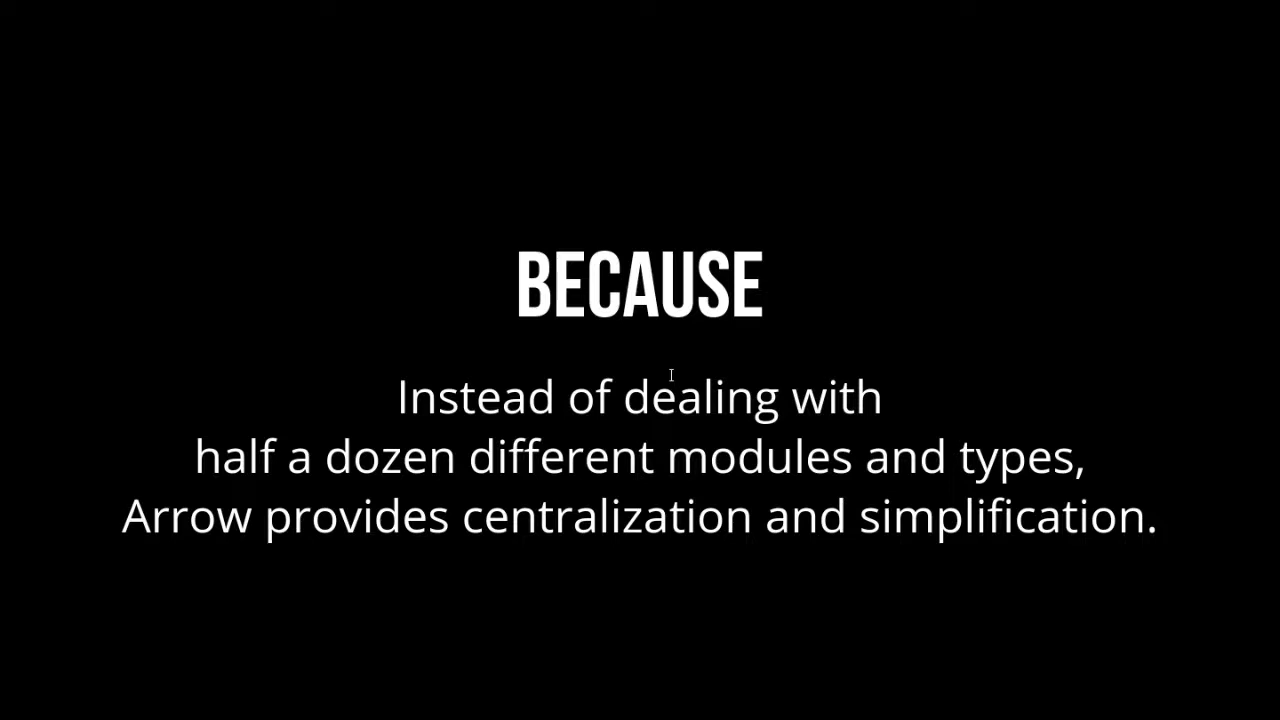 BECAUSE
Instead of dealing with
half a dozen different modules and types,
Arrow provides centralization and simplification.